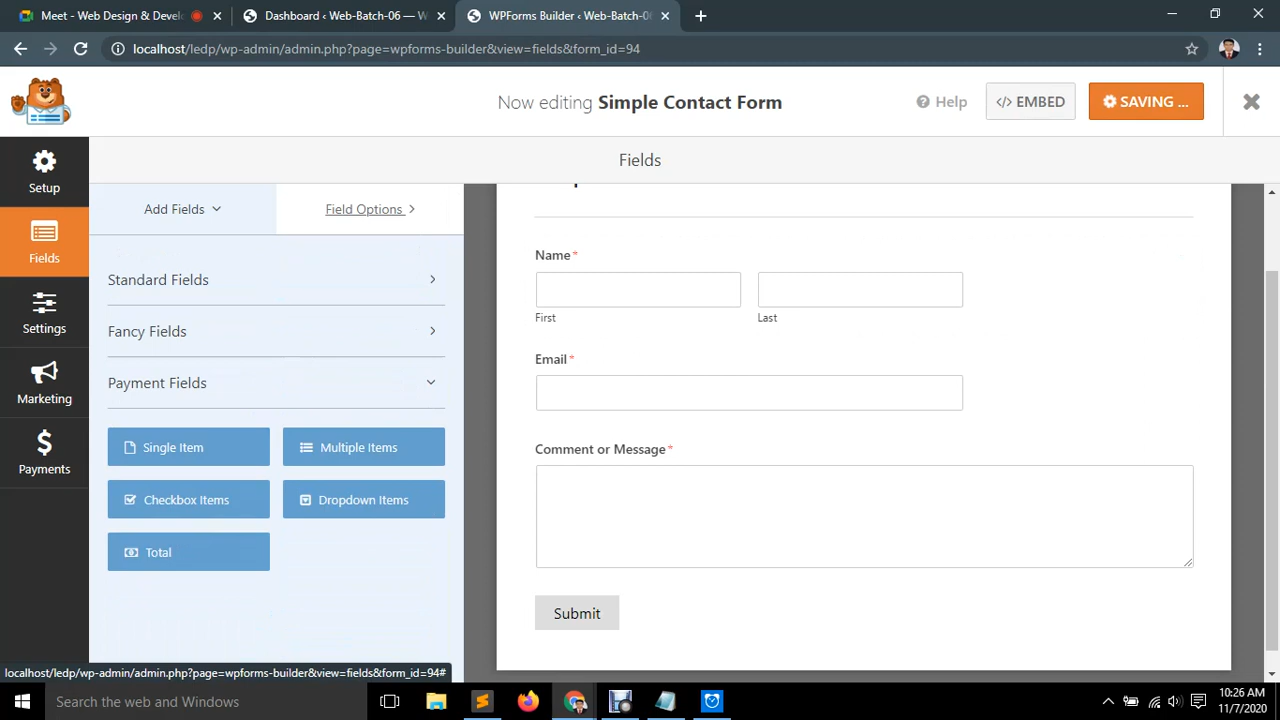 Meet - Web Design & Devel
Dashboard ‹ Web-Batch-06 —
WPForms Builder ‹ Web-Batch-06
localhost/ledp/wp-admin/admin.php?page=wpforms-builder&view=fields&form_id=94
Now editing Simple Contact Form
Help
</> EMBED
SAVING ...
Fields
Setup
Fields
Settings
Marketing
Payments
Add Fields
Field Options
Standard Fields
Fancy Fields
Payment Fields
Single Item
Multiple Items
Checkbox Items
Dropdown Items
Total
Name *
First
Last
Email *
Comment or Message *
Submit
localhost/ledp/wp-admin/admin.php?page=wpforms-builder&view=fields&form_id=94#
Search the web and Windows
10:26 AM
11/7/2020